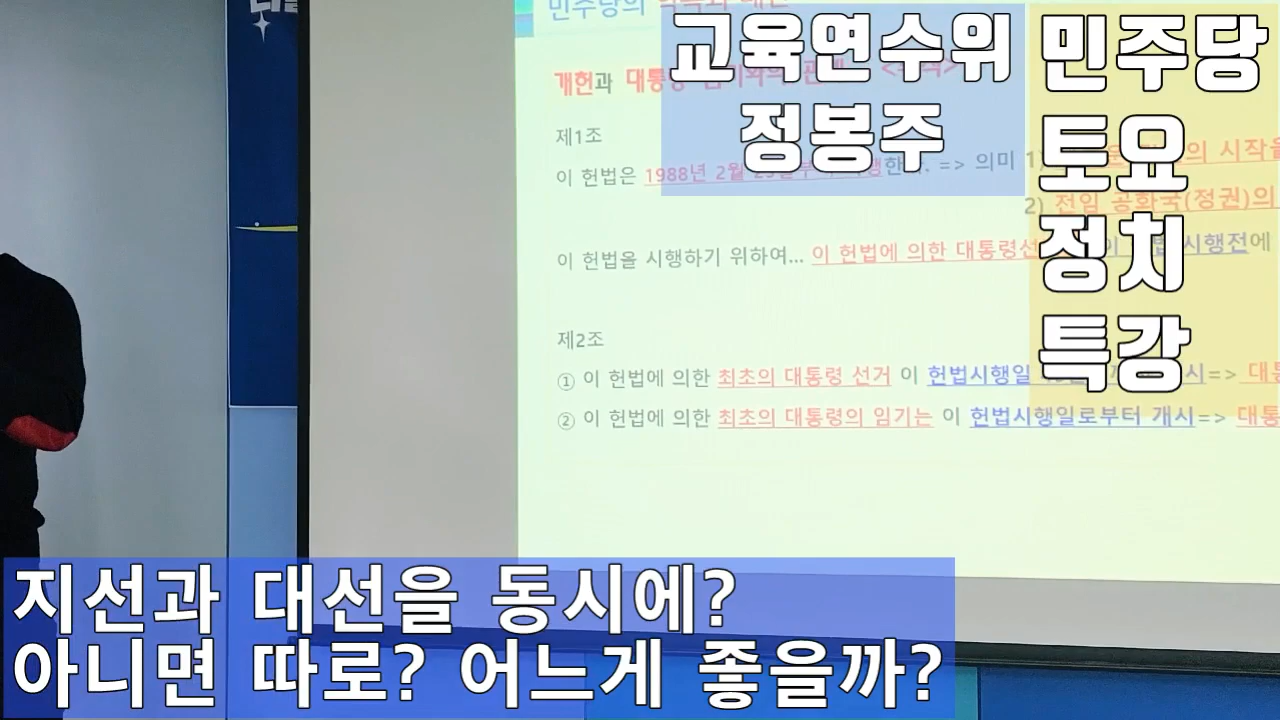 민주당의
교육연수위
정봉주
민주당
토요
정치
특강
개헌과
제1조
이 헌법은 1988년 2월 => 의미 1) 의 시작을
2) 전임 공화국(정권)의
이 헌법을 시행하기 위하여... 이 헌법에 의한 대통령선 시행전에
제2조
① 이 헌법에 의한 최초의 대통령 선거 이 헌법시행일 시=> 대통
② 이 헌법에 의한 최초의 대통령의 임기는 이 헌법시행일로부터 개시=> 대통
지선과 대선을 동시에?
아니면 따로? 어느게 좋을까?